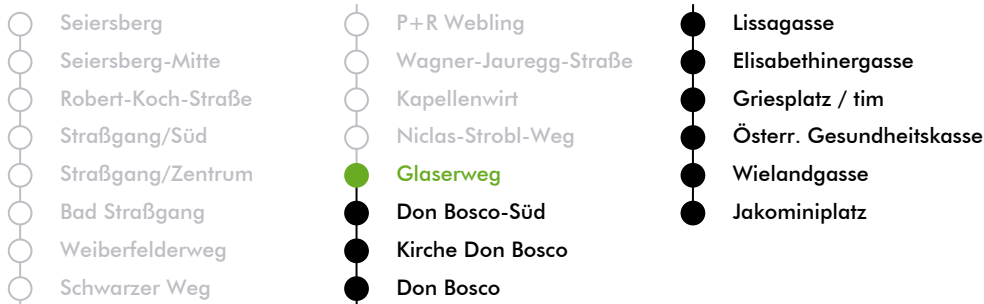 Seiersberg
Seiersberg-Mitte
Robert-Koch-Straße
Straßgang/Süd
Straßgang/Zentrum
Bad Straßgang
Weiberfelderweg
Schwarzer Weg
P+R Webling
Wagner-Jauregg-Straße
Kapellenwirt
Niclas-Strobl-Weg
Glaserweg
Don Bosco-Süd
Kirche Don Bosco
Don Bosco
Lissagasse
Elisabethinergasse
Griesplatz / tim
Österr. Gesundheitskasse
Wielandgasse
Jakominiplatz